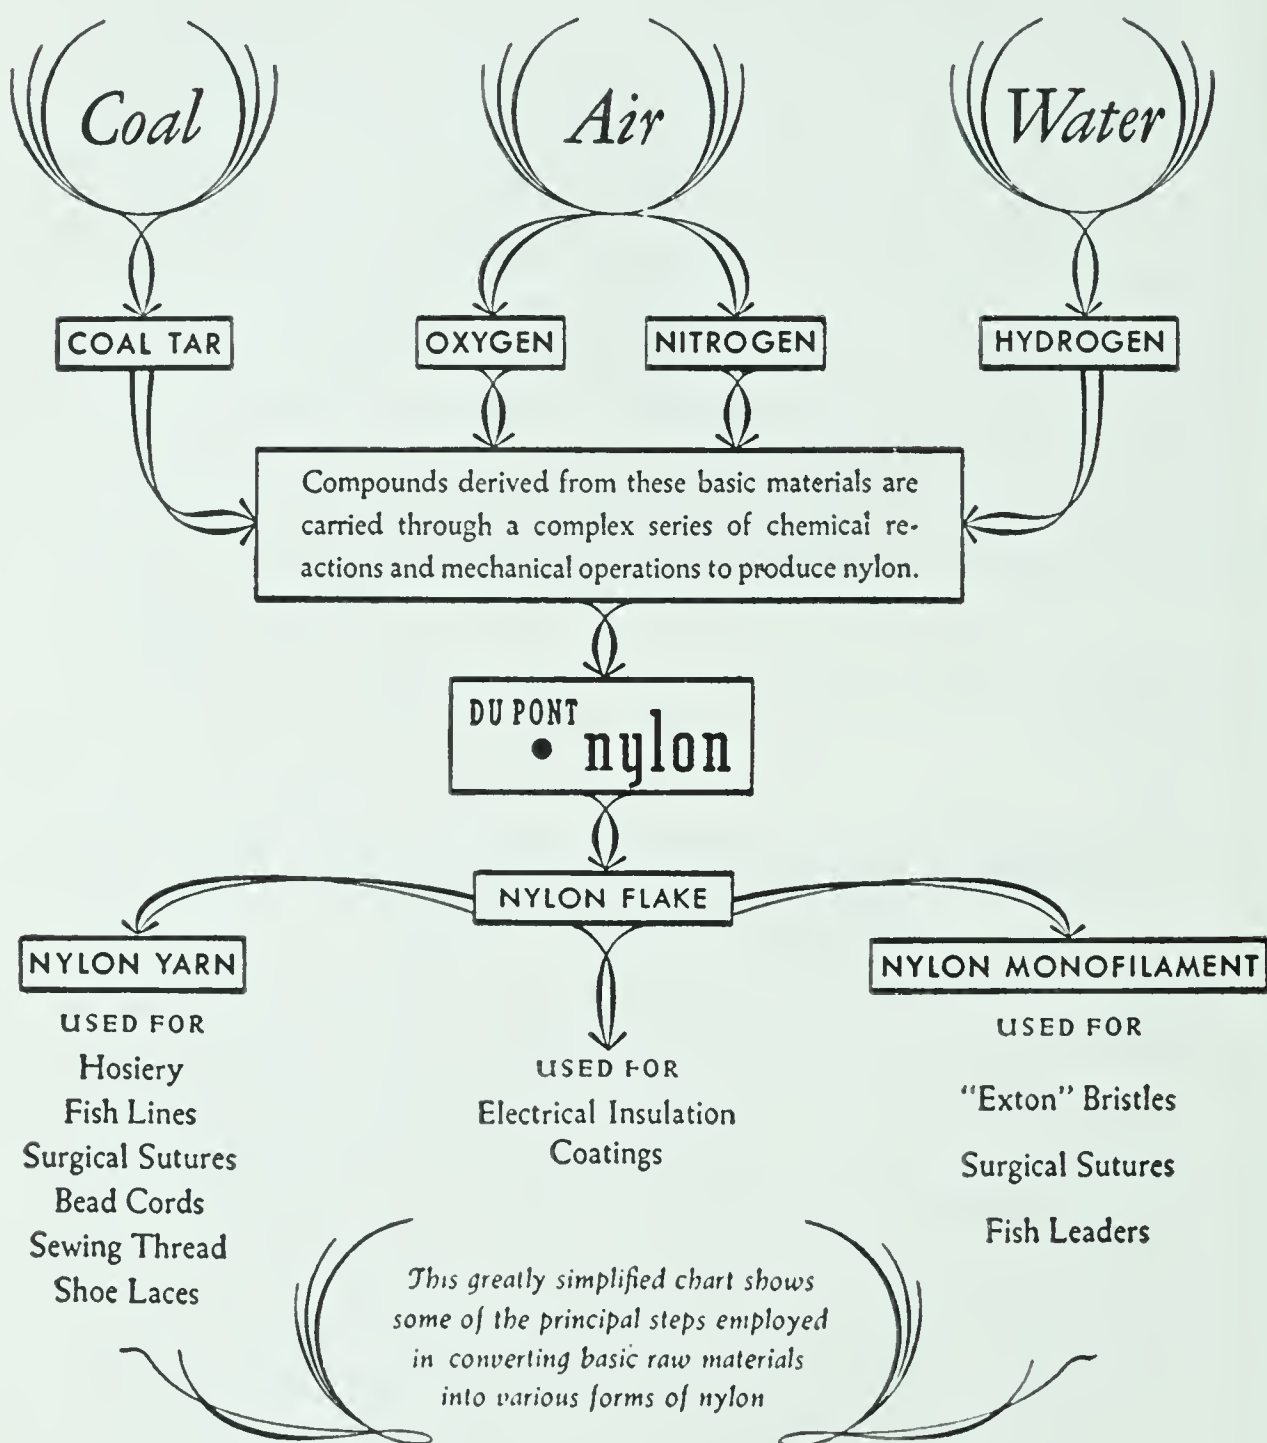 Coal
Air
Water
COAL TAR
OXYGEN
NITROGEN
HYDROGEN
Compounds derived from these basic materials are
carried through a complex series of chemical re-
actions and mechanical operations to produce nylon.
DU PONT
• nylon
NYLON FLAKE
NYLON YARN
USED FOR
Hosiery
Fish Lines
Surgical Sutures
Bead Cords
Sewing Thread
Shoe Laces
USED FOR
Electrical Insulation
Coatings
NYLON MONOFILAMENT
USED FOR
"Exton" Bristles
Surgical Sutures
Fish Leaders
This greatly simplified chart shows
some of the principal steps employed
in converting basic raw materials
into various forms of nylon